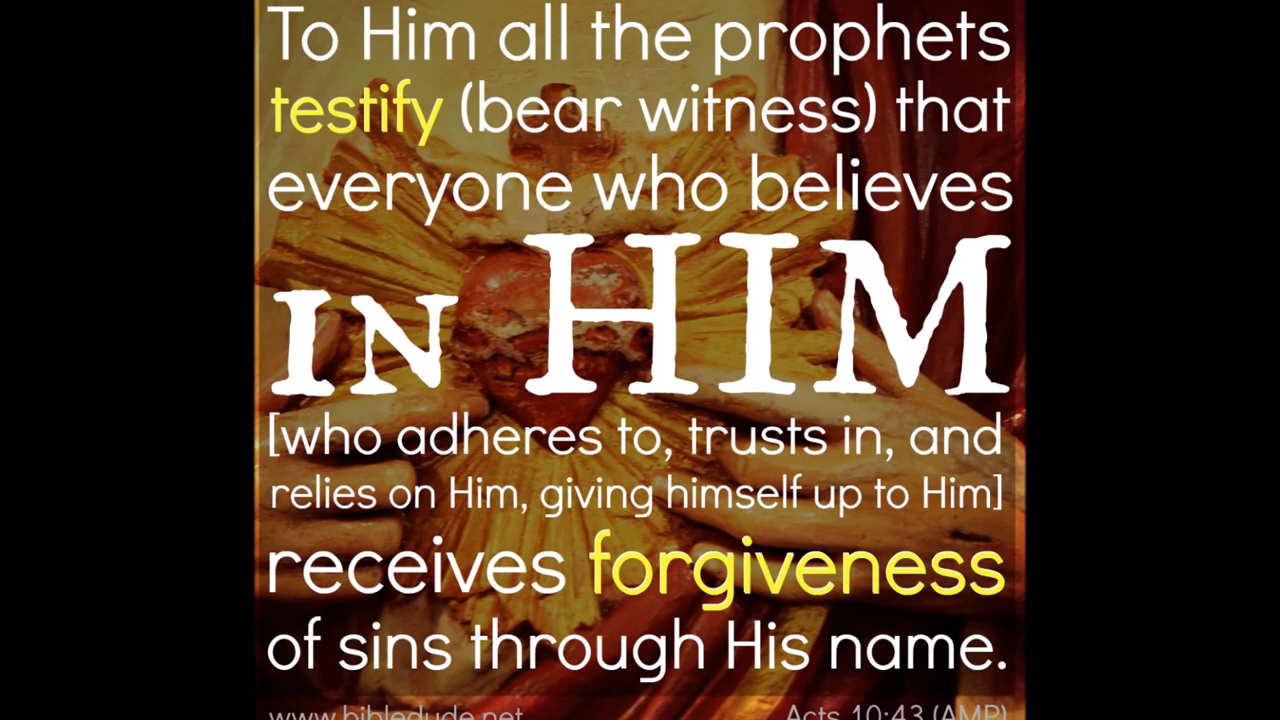 To Him all the prophets
testify (bear witness) that
everyone who believes
IN HIM
[who adheres to, trusts in, and
relies on Him, giving himself up to Him]
receives forgiveness
of sins through His name.
www.bibledude.net Acts 10:43 (AMP)